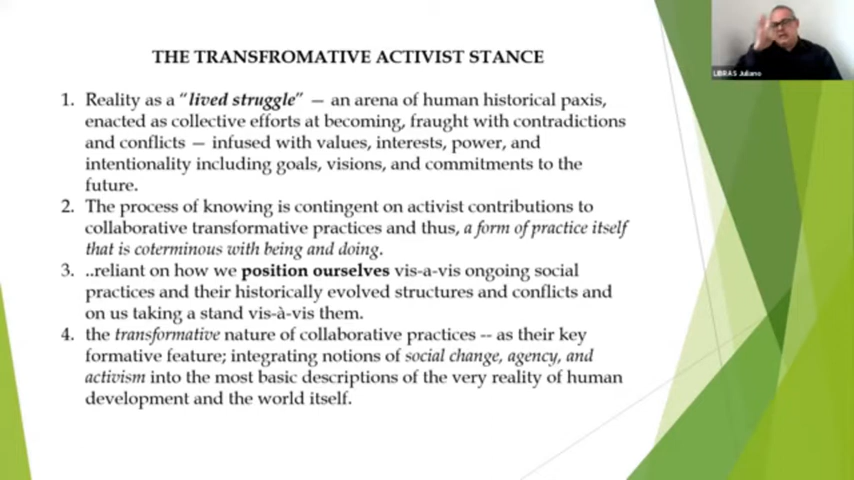 THE TRANSFROMATIVE ACTIVIST STANCE
LIBRAS Juliano
1. Reality as a “lived struggle” — an arena of human historical paxis,
enacted as collective efforts at becoming, fraught with contradictions
and conflicts — infused with values, interests, power, and
intentionality including goals, visions, and commitments to the
future.
2. The process of knowing is contingent on activist contributions to
collaborative transformative practices and thus, a form of practice itself
that is coterminous with being and doing.
3. ..reliant on how we position ourselves vis-a-vis ongoing social
practices and their historically evolved structures and conflicts and
on us taking a stand vis-à-vis them.
4. the transformative nature of collaborative practices -- as their key
formative feature; integrating notions of social change, agency, and
activism into the most basic descriptions of the very reality of human
development and the world itself.